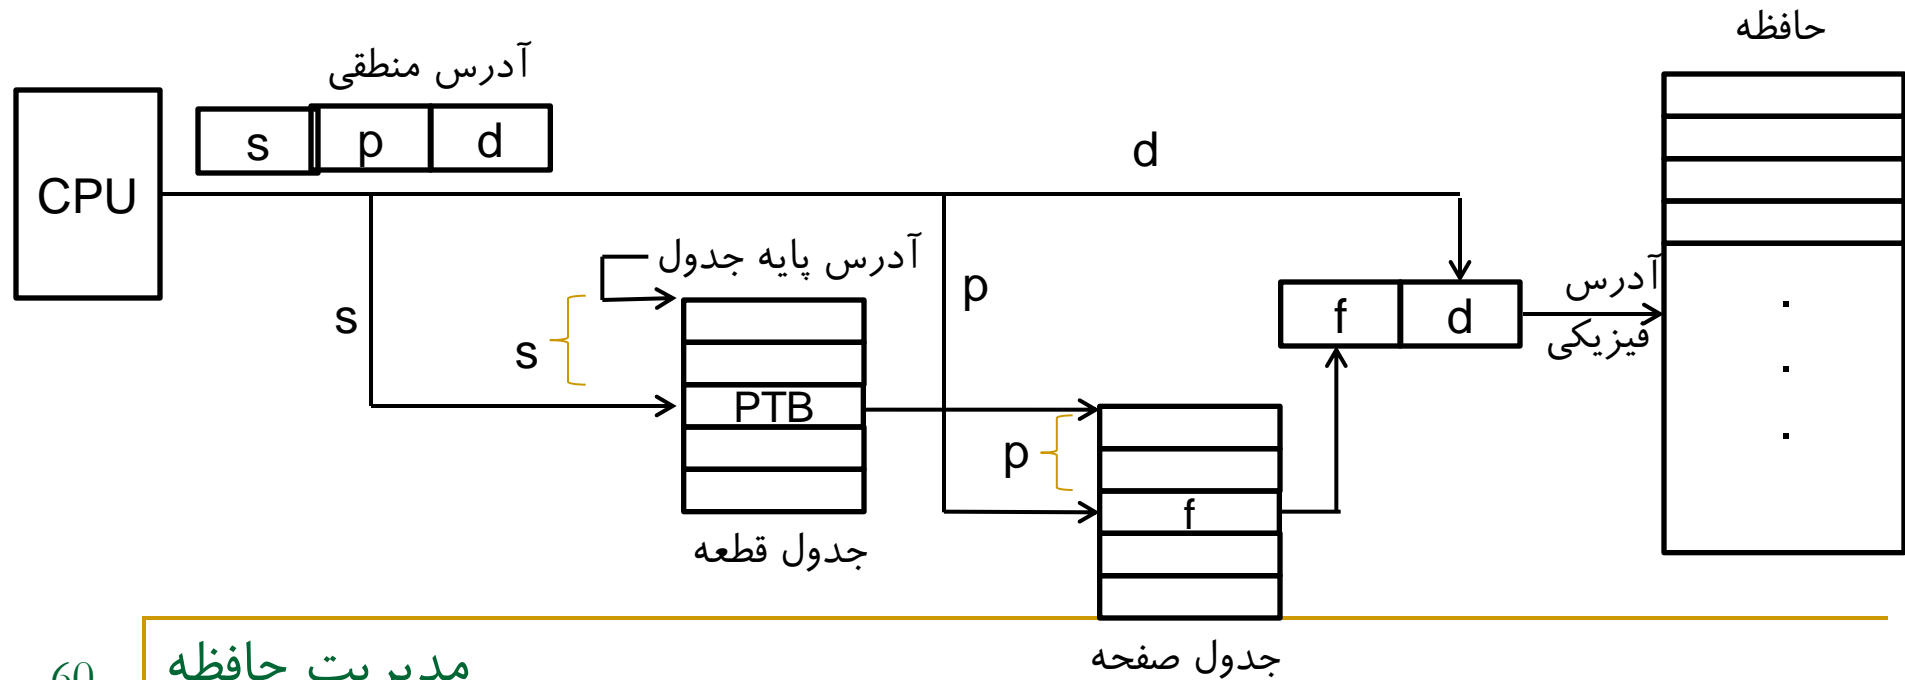 حافظه
آدرس منطقی
CPU
s p d
d
آدرس پایه جدول
s
s
p
PTB
p
f
f d
آدرس
فیزیکی
.
.
.
جدول قطعه
جدول صفحه
مدیریت حافظه
60